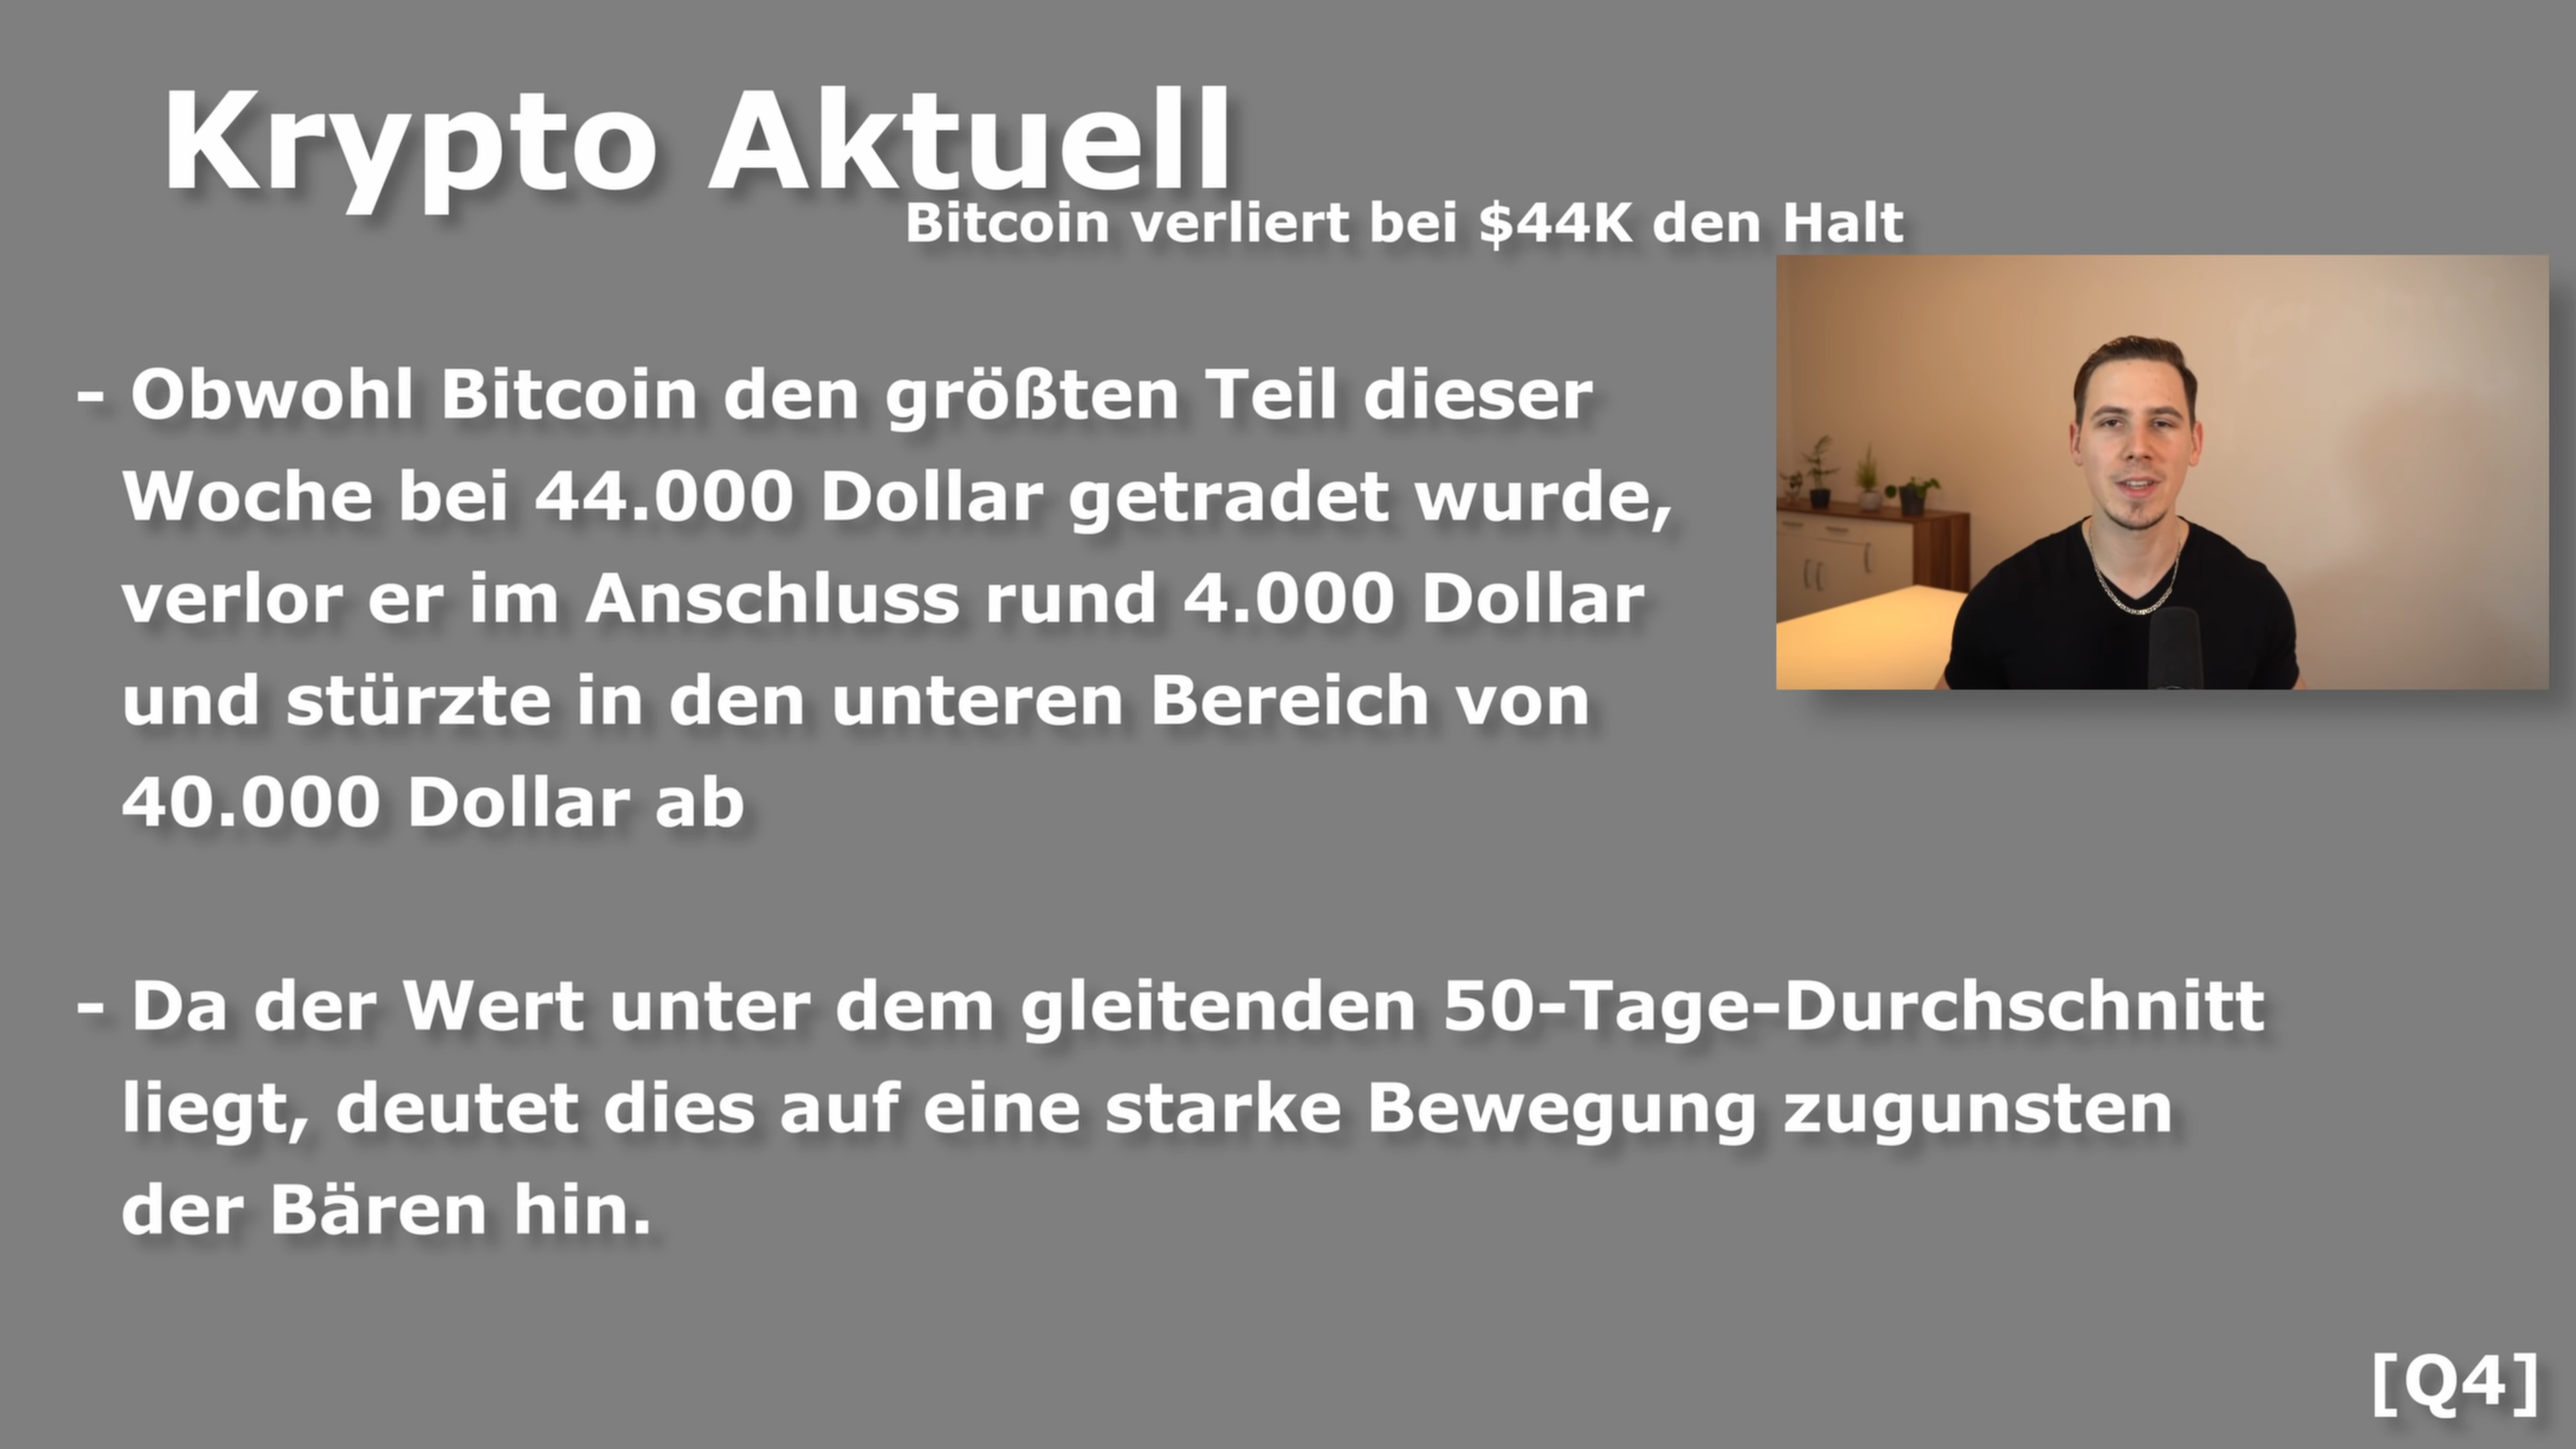 Krypto Aktuell
Bitcoin verliert bei $44K den Halt
- Obwohl Bitcoin den größten Teil dieser
Woche bei 44.000 Dollar getradet wurde,
verlor er im Anschluss rund 4.000 Dollar
und stürzte in den unteren Bereich von
40.000 Dollar ab
- Da der Wert unter dem gleitenden 50-Tage-Durchschnitt
liegt, deutet dies auf eine starke Bewegung zugunsten
der Bären hin.
[Q4]